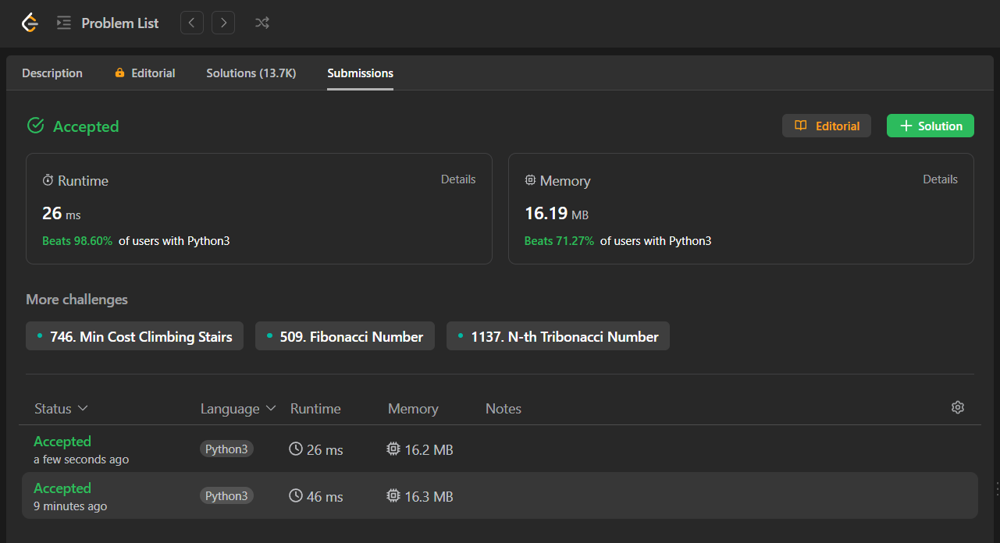 Problem List
Description Editorial Solutions (13.7K) Submissions
Accepted Editorial Solution
Runtime Details
26 ms
Beats 98.60% of users with Python3
Memory Details
16.19 MB
Beats 71.27% of users with Python3
More challenges
746. Min Cost Climbing Stairs 509. Fibonacci Number 1137. N-th Tribonacci Number
Status Language Runtime Memory Notes
Accepted
a few seconds ago
Python3 26 ms 16.2 MB
Accepted
9 minutes ago
Python3 46 ms 16.3 MB